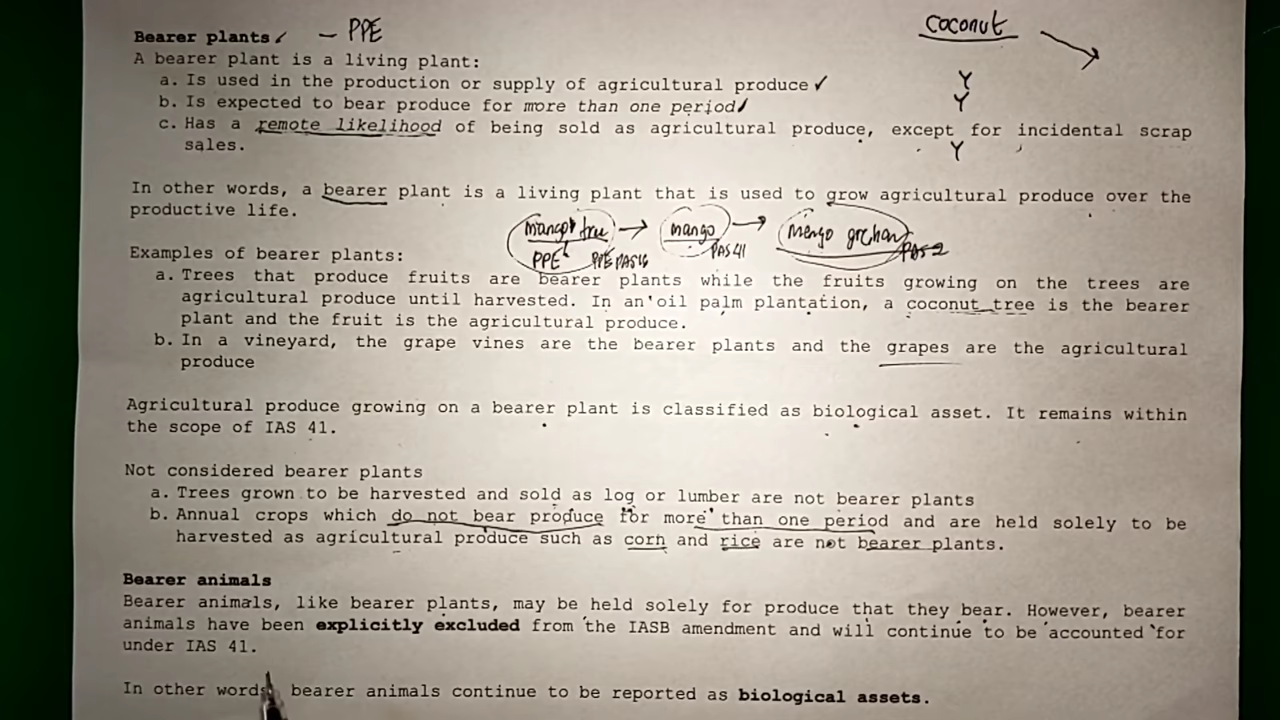 Bearer plants ✓ – PPE
coconut
A bearer plant is a living plant:
a. Is used in the production or supply of agricultural produce ✓ Y
b. Is expected to bear produce for more than one period ✓ Y
c. Has a remote likelihood of being sold as agricultural produce, except for incidental scrap
sales. Y
In other words, a bearer plant is a living plant that is used to grow agricultural produce over the
productive life.
mango tree → mango →
PPE PPE PAS 16 PAS 41 PAS 2
Examples of bearer plants:
a. Trees that produce fruits are bearer plants while the fruits growing on the trees are
agricultural produce until harvested. In an oil palm plantation, a coconut tree is the bearer
plant and the fruit is the agricultural produce.
b. In a vineyard, the grape vines are the bearer plants and the grapes are the agricultural
produce
Agricultural produce growing on a bearer plant is classified as biological asset. It remains within
the scope of IAS 41.
Not considered bearer plants
a. Trees grown to be harvested and sold as log or lumber are not bearer plants
b. Annual crops which do not bear produce for more than one period and are held solely to be
harvested as agricultural produce such as corn and rice are not bearer plants.
Bearer animals
Bearer animals, like bearer plants, may be held solely for produce that they bear. However, bearer
animals have been explicitly excluded from the IASB amendment and will continue to be accounted for
under IAS 41.
In other words, bearer animals continue to be reported as biological assets.